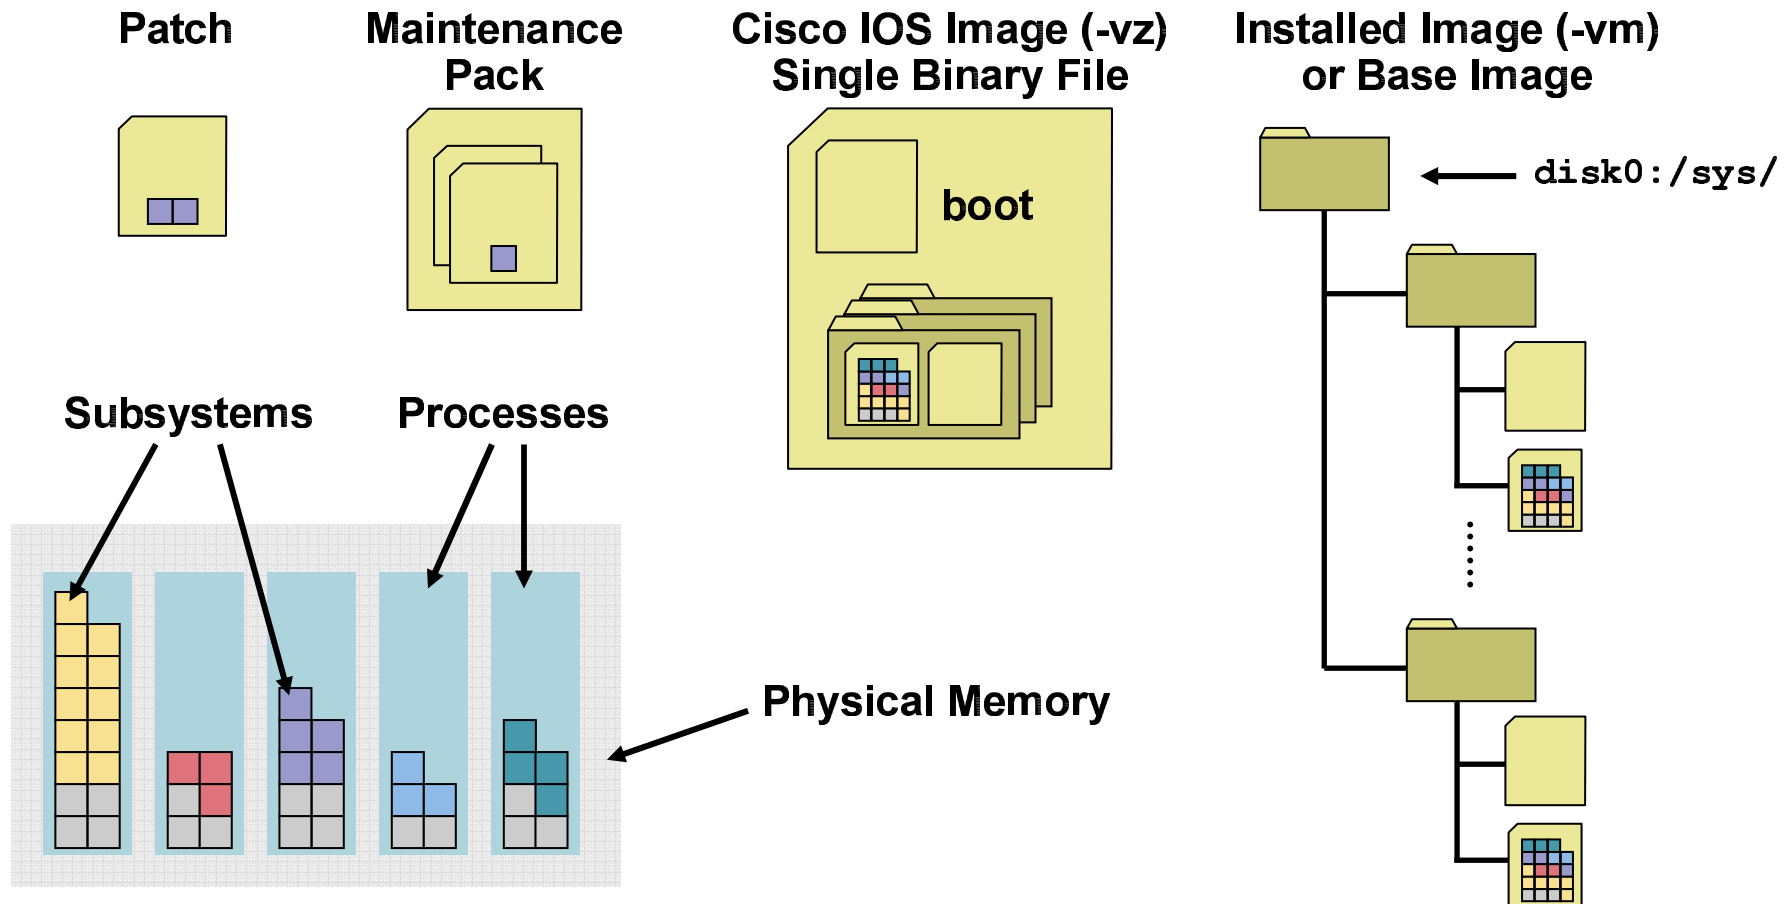 Patch
Maintenance
Pack
Cisco IOS Image (-vz)
Single Binary File
Installed Image (-vm)
or Base Image
boot
disk0:/sys/
Subsystems
Processes
Physical Memory